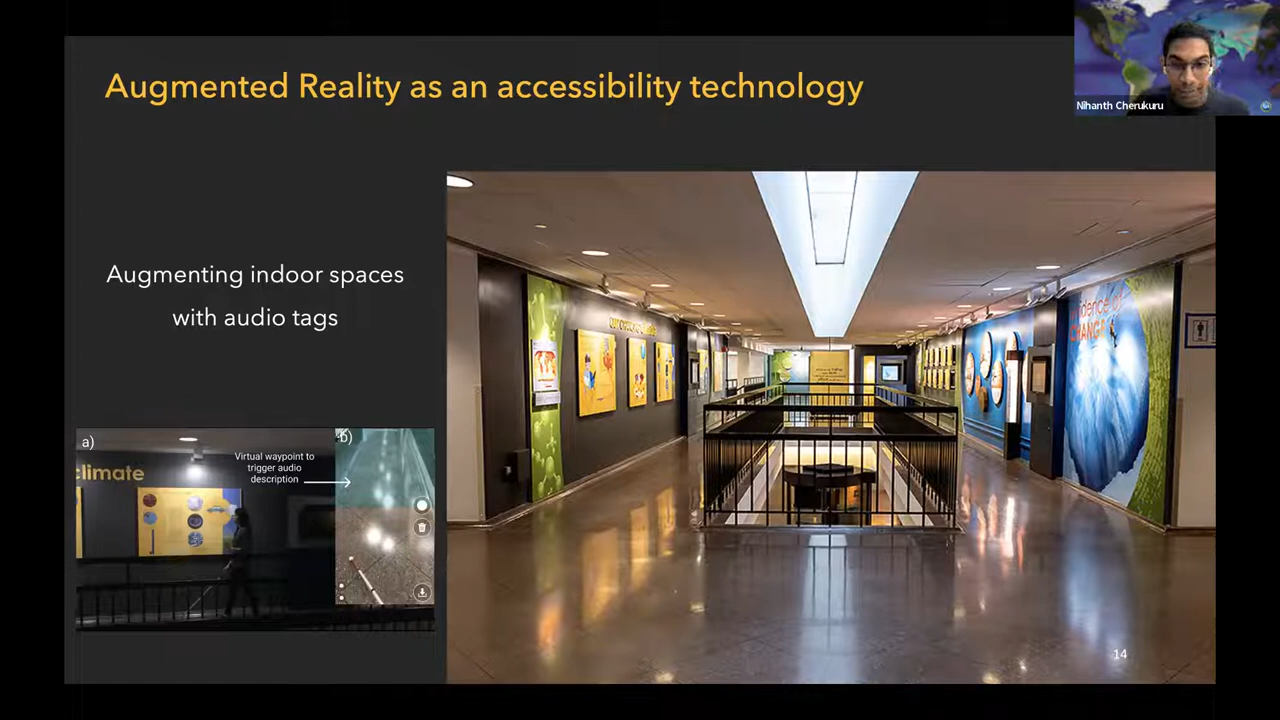 Augmented Reality as an accessibility technology
Nihanth Cherukuru
Augmenting indoor spaces
with audio tags
a)
b)
climate
Virtual waypoint to
trigger audio
description
CHANGE
14